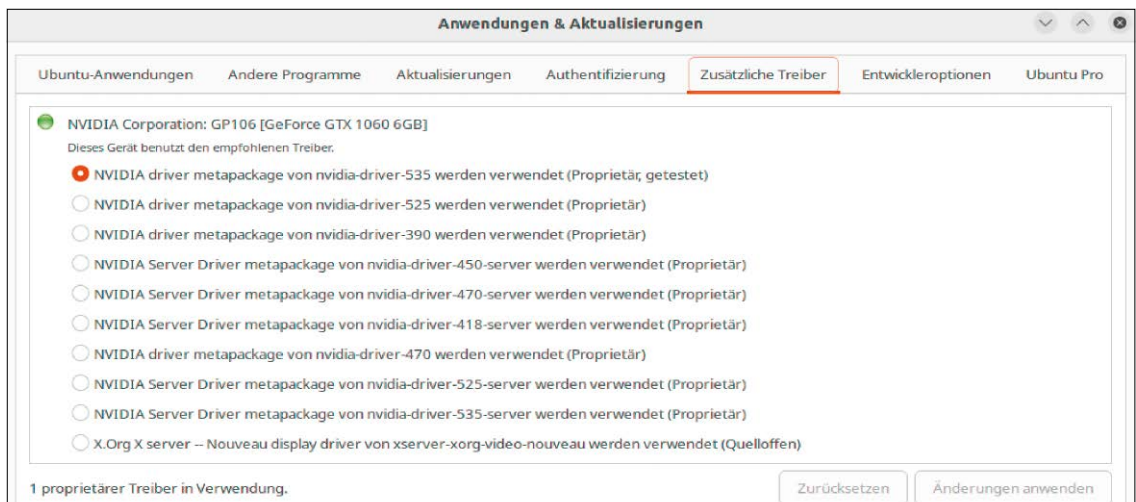 Anwendungen & Aktualisierungen
Ubuntu-Anwendungen Andere Programme Aktualisierungen Authentifizierung Zusätzliche Treiber Entwickleroptionen Ubuntu Pro
NVIDIA Corporation: GP106 [GeForce GTX 1060 6GB]
Dieses Gerät benutzt den empfohlenen Treiber.
NVIDIA driver metapackage von nvidia-driver-535 werden verwendet (Proprietär, getestet)
NVIDIA driver metapackage von nvidia-driver-525 werden verwendet (Proprietär)
NVIDIA driver metapackage von nvidia-driver-390 werden verwendet (Proprietär)
NVIDIA Server Driver metapackage von nvidia-driver-450-server werden verwendet (Proprietär)
NVIDIA Server Driver metapackage von nvidia-driver-470-server werden verwendet (Proprietär)
NVIDIA Server Driver metapackage von nvidia-driver-418-server werden verwendet (Proprietär)
NVIDIA driver metapackage von nvidia-driver-470 werden verwendet (Proprietär)
NVIDIA Server Driver metapackage von nvidia-driver-525-server werden verwendet (Proprietär)
NVIDIA Server Driver metapackage von nvidia-driver-535-server werden verwendet (Proprietär)
X.Org X server -- Nouveau display driver von xserver-xorg-video-nouveau werden verwendet (Quelloffen)
1 proprietärer Treiber in Verwendung. Zurücksetzen Änderungen anwenden